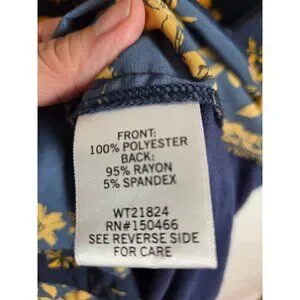 FRONT:
100% POLYESTER
BACK:
95% RAYON
5% SPANDEX
WT21824
RN#150466
SEE REVERSE SIDE
FOR CARE